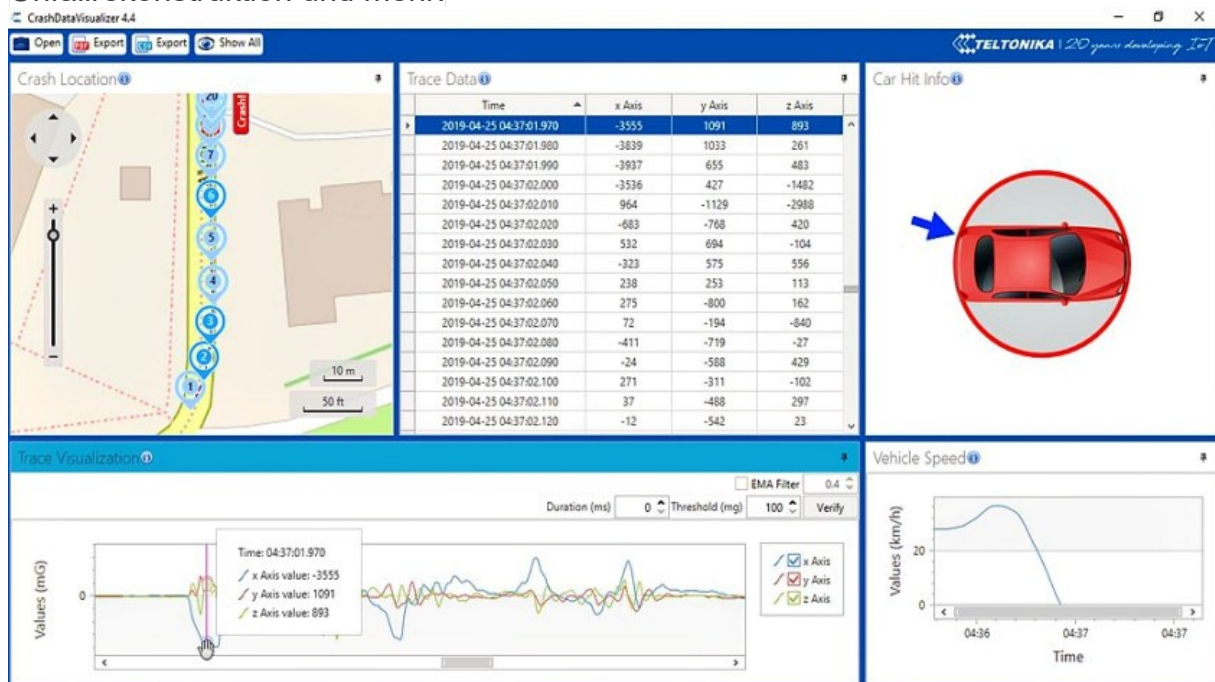 CrashDataVisualizer 4.4
Open Export Export Show All
TELTONIKA | 20 years developing IoT
Crash Location
Crash!
20
7
6
5
4
3
2
1
10 m
50 ft
Trace Data
Time x Axis y Axis z Axis
2019-04-25 04:37:01.970 -3555 1091 893
2019-04-25 04:37:01.980 -3839 1033 261
2019-04-25 04:37:01.990 -3937 655 483
2019-04-25 04:37:02.000 -3536 427 -1482
2019-04-25 04:37:02.010 964 -1129 -2988
2019-04-25 04:37:02.020 -683 -768 420
2019-04-25 04:37:02.030 532 694 -104
2019-04-25 04:37:02.040 -323 575 556
2019-04-25 04:37:02.050 238 253 113
2019-04-25 04:37:02.060 275 -800 162
2019-04-25 04:37:02.070 72 -194 -840
2019-04-25 04:37:02.080 -411 -719 -27
2019-04-25 04:37:02.090 -24 -588 429
2019-04-25 04:37:02.100 271 -311 -102
2019-04-25 04:37:02.110 37 -488 297
2019-04-25 04:37:02.120 -12 -542 23
Car Hit Info
Trace Visualization
EMA Filter 0.4
Duration (ms) 0 Threshold (mg) 100 Verify
Values (mG)
0
Time: 04:37:01.970
x Axis value: -3555
y Axis value: 1091
z Axis value: 893
x Axis
y Axis
z Axis
Vehicle Speed
Values (km/h)
20
0
04:36 04:37 04:37
Time